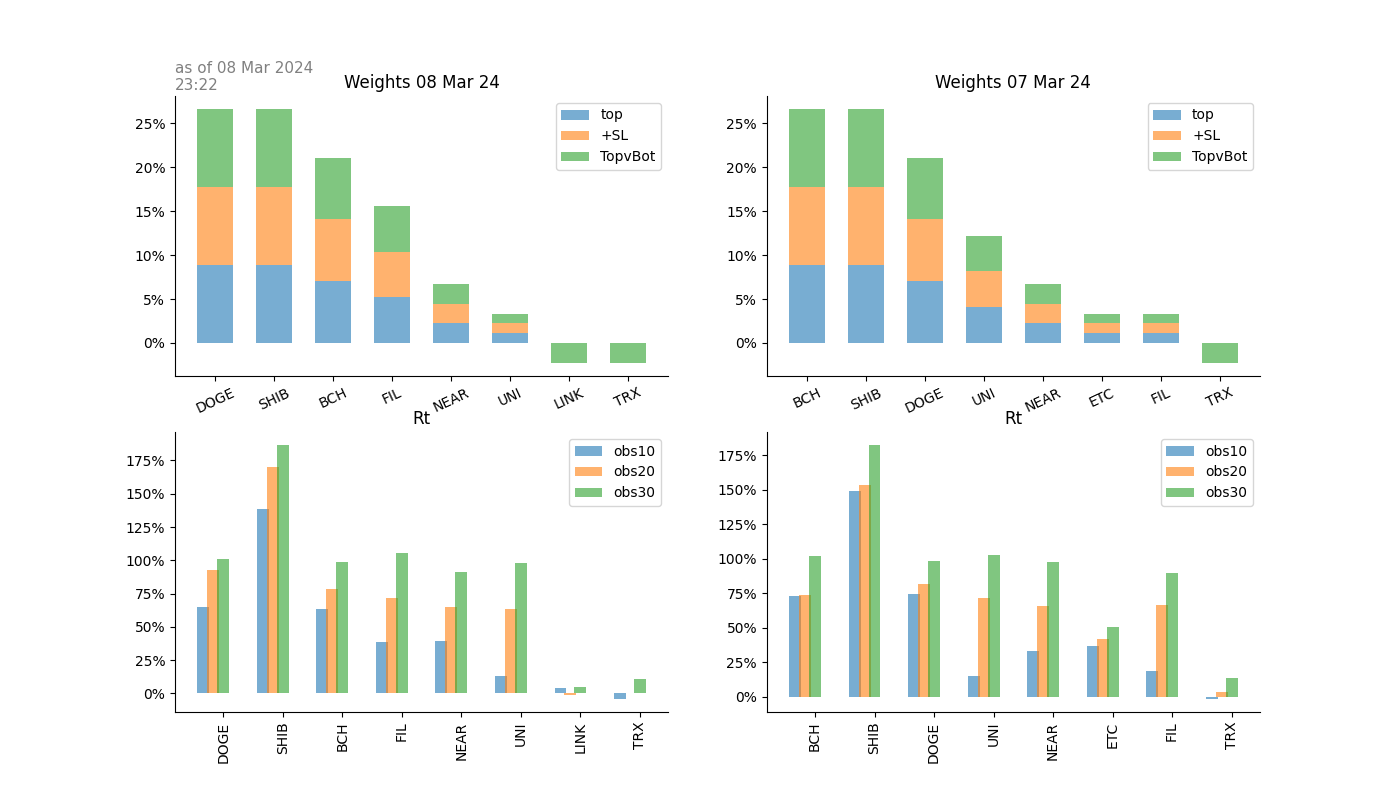 as of 08 Mar 2024
23:22
Weights 08 Mar 24
25%
20%
15%
10%
5%
0%
top
+SL
TopvBot
DOGE SHIB BCH FIL NEAR UNI LINK TRX
Weights 07 Mar 24
25%
20%
15%
10%
5%
0%
top
+SL
TopvBot
BCH SHIB DOGE UNI NEAR ETC FIL TRX
Rt
175%
150%
125%
100%
75%
50%
25%
0%
obs10
obs20
obs30
DOGE SHIB BCH FIL NEAR UNI LINK TRX
Rt
175%
150%
125%
100%
75%
50%
25%
0%
obs10
obs20
obs30
BCH SHIB DOGE UNI NEAR ETC FIL TRX